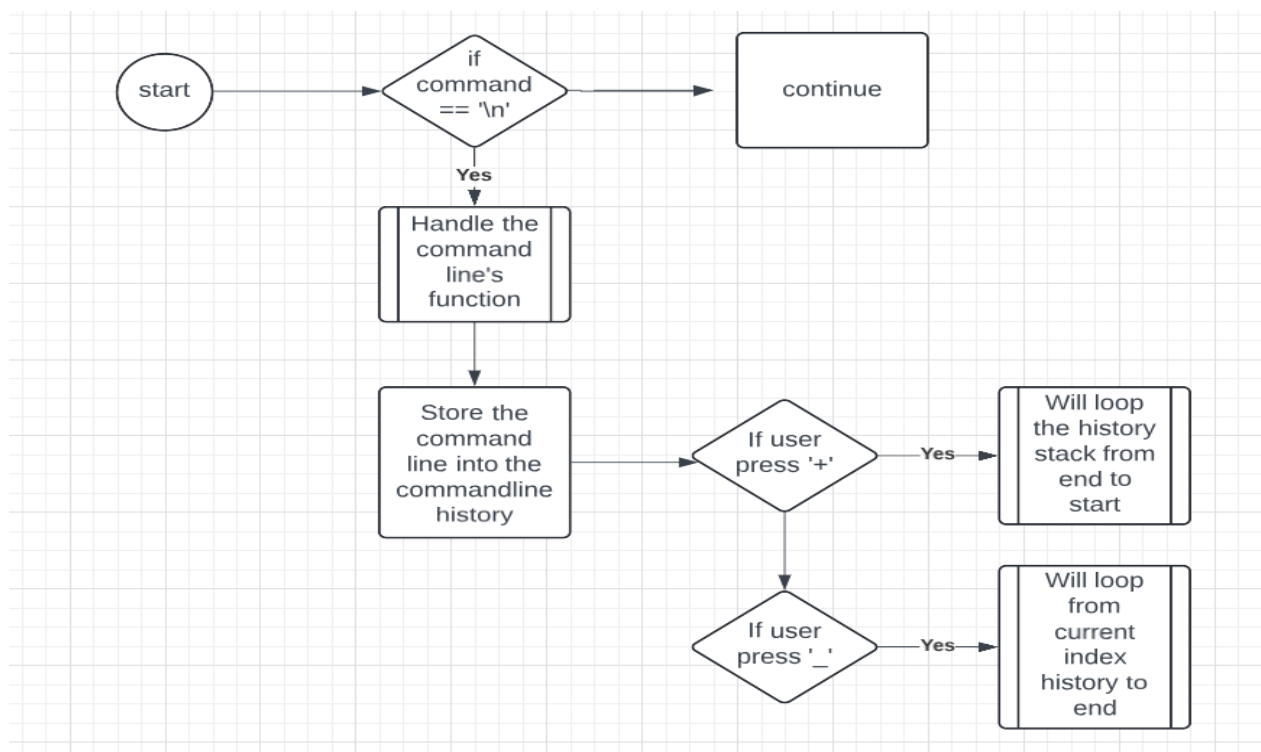 start
if
command
== '\n'
continue
Yes
Handle the
command
line's
function
Store the
command
line into the
commandline
history
If user
press '+'
Yes
Will loop
the history
stack from
end to
start
If user
press '_'
Yes
Will loop
from
current
index
history to
end